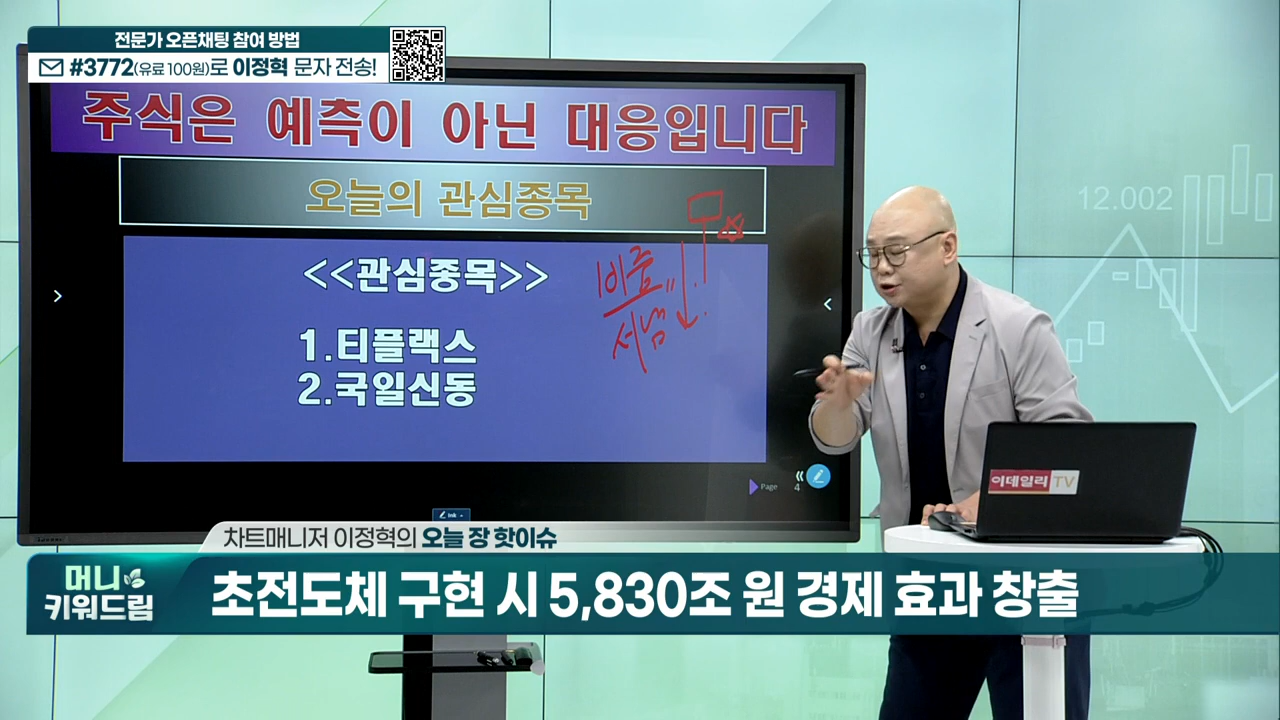 전문가 오픈채팅 참여 방법
#3772(유료 100원)로 이정혁 문자 전송!
주식은 예측이 아닌 대응입니다
오늘의 관심종목
<<관심종목>>
1.티플랙스
2.국일신동
12.002
Page 4
Ink
이데일리 TV
차트매니저 이정혁의 오늘 장 핫이슈
머니 키워드림
초전도체 구현 시 5,830조 원 경제 효과 창출